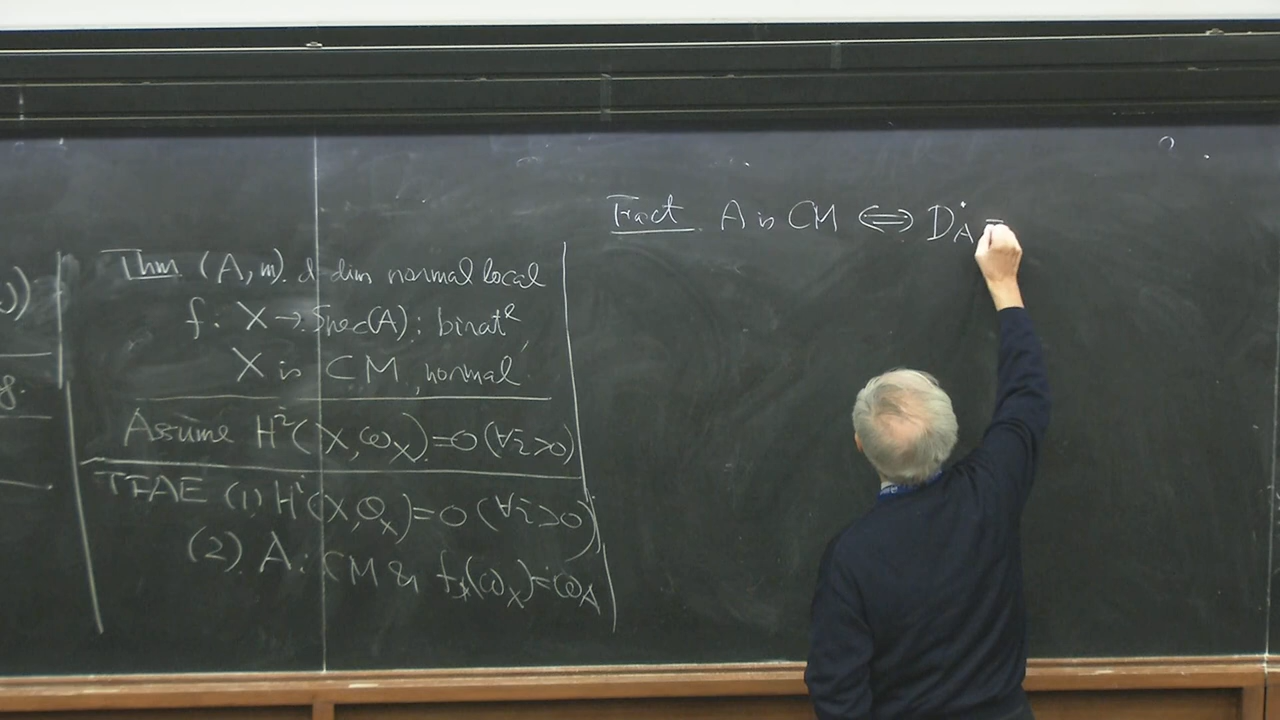 ))
g.
Thm (A, m). d dim normal local
f: X → Spec(A): birat^l,
X is CM, normal
Assume H^i(X, ω_X) = 0 (∀i>0)
TFAE (1) H^i(X, O_X) = 0 (∀i>0)
(2). A: CM & f_*(ω_X) = ω_A
Fact A is CM ⇔ D^•_A =